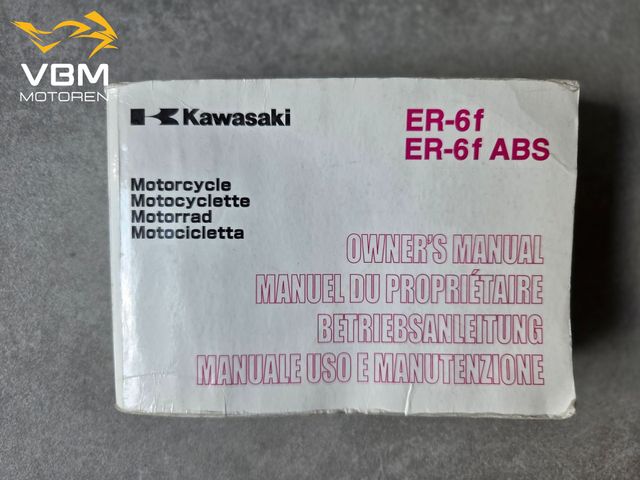 VBM
MOTOREN
Kawasaki
ER-6f
ER-6f ABS
Motorcycle
Motocyclette
Motorrad
Motocicletta
OWNER'S MANUAL
MANUEL DU PROPRIÉTAIRE
BETRIEBSANLEITUNG
MANUALE USO E MANUTENZIONE